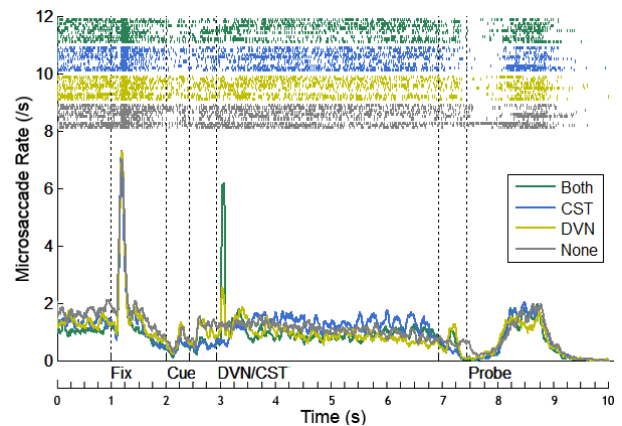 12
10
8
6
4
2
0
Microsaccade Rate (/s)
Both
CST
DVN
None
Fix Cue DVN/CST Probe
0 1 2 3 4 5 6 7 8 9 10
Time (s)